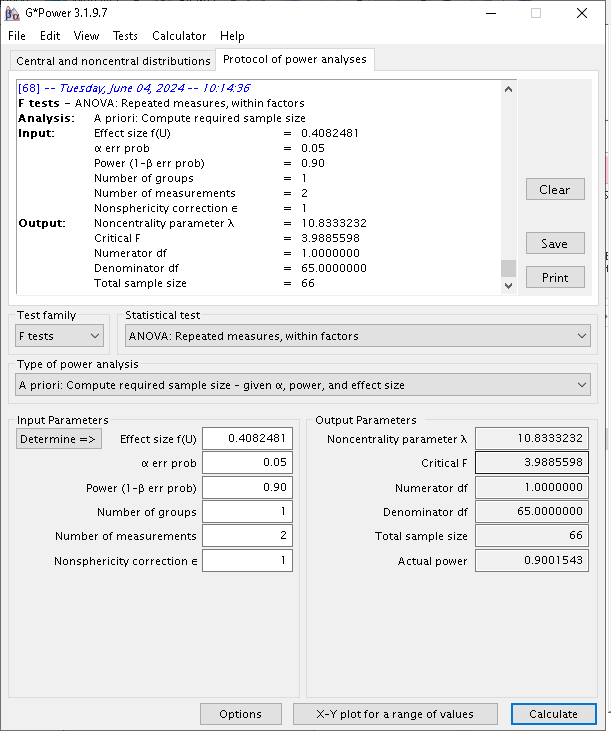 G*Power 3.1.9.7
File Edit View Tests Calculator Help
Central and noncentral distributions Protocol of power analyses
[68] -- Tuesday, June 04, 2024 -- 10:14:36
F tests - ANOVA: Repeated measures, within factors
Analysis: A priori: Compute required sample size
Input: Effect size f(U) = 0.4082481
α err prob = 0.05
Power (1-β err prob) = 0.90
Number of groups = 1
Number of measurements = 2
Nonsphericity correction ϵ = 1
Output: Noncentrality parameter λ = 10.8333232
Critical F = 3.9885598
Numerator df = 1.0000000
Denominator df = 65.0000000
Total sample size = 66
Clear
Save
Print
Test family Statistical test
F tests ANOVA: Repeated measures, within factors
Type of power analysis
A priori: Compute required sample size - given α, power, and effect size
Input Parameters Output Parameters
Determine => Effect size f(U) 0.4082481 Noncentrality parameter λ 10.8333232
α err prob 0.05 Critical F 3.9885598
Power (1-β err prob) 0.90 Numerator df 1.0000000
Number of groups 1 Denominator df 65.0000000
Number of measurements 2 Total sample size 66
Nonsphericity correction ϵ 1 Actual power 0.9001543
Options X-Y plot for a range of values Calculate